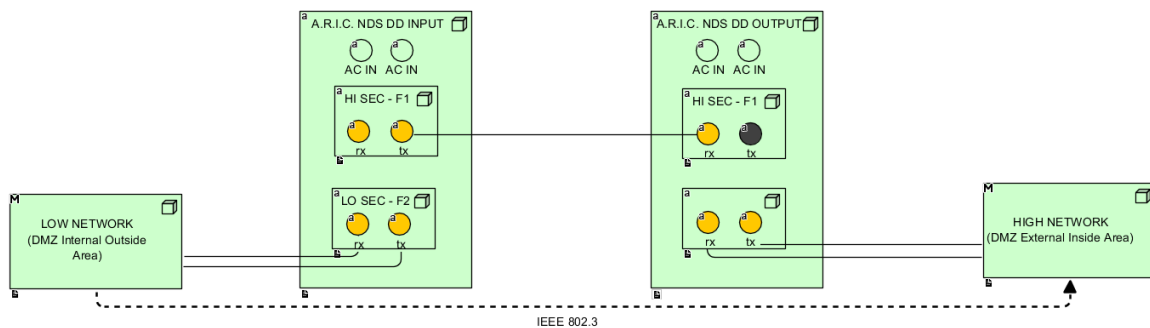 a
A.R.I.C. NDS DD INPUT
a
a
AC IN
AC IN
a
HI SEC - F1
a
a
rx
tx
a
LO SEC - F2
a
a
rx
tx
a
A.R.I.C. NDS DD OUTPUT
a
a
AC IN
AC IN
a
HI SEC - F1
a
a
rx
tx
a
a
a
rx
tx
M
LOW NETWORK
(DMZ Internal Outside
Area)
M
HIGH NETWORK
(DMZ External Inside Area)
IEEE 802.3